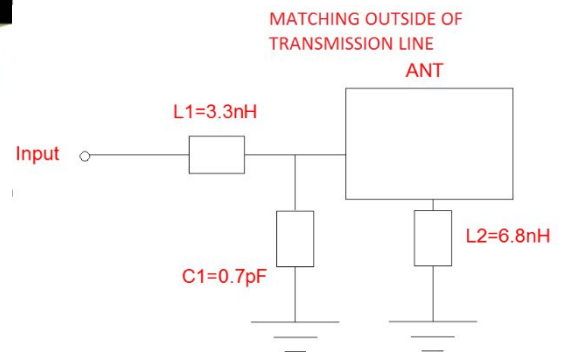 MATCHING OUTSIDE OF
TRANSMISSION LINE
ANT
L1=3.3nH
Input
L2=6.8nH
C1=0.7pF